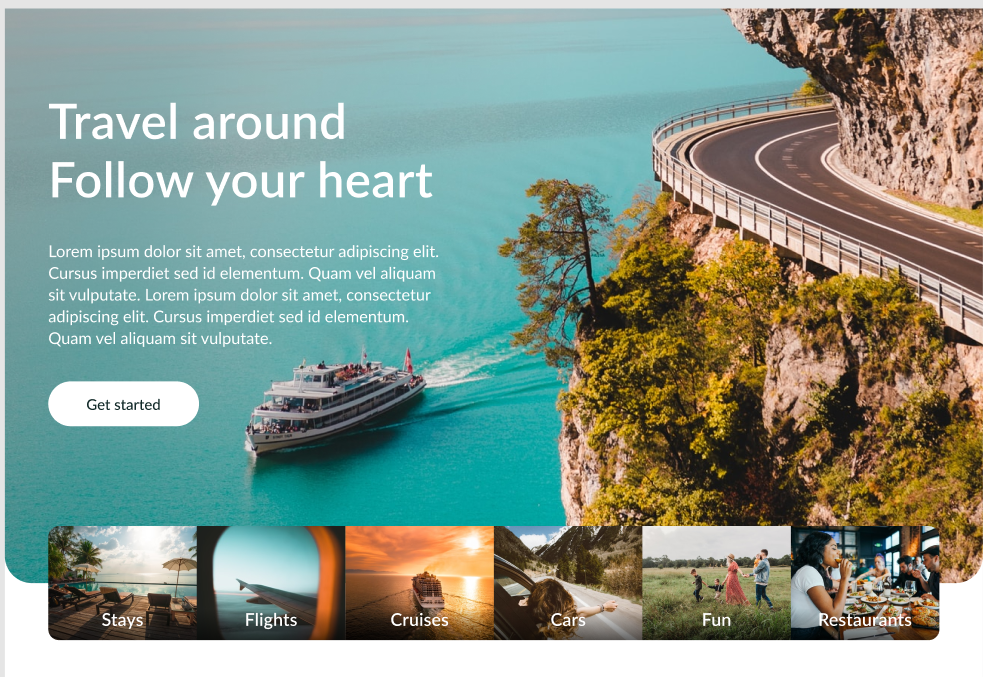 Travel around
Follow your heart
Lorem ipsum dolor sit amet, consectetur adipiscing elit.
Cursus imperdiet sed id elementum. Quam vel aliquam
sit vulputate. Lorem ipsum dolor sit amet, consectetur
adipiscing elit. Cursus imperdiet sed id elementum.
Quam vel aliquam sit vulputate.
Get started
Stays
Flights
Cruises
Cars
Fun
Restaurants